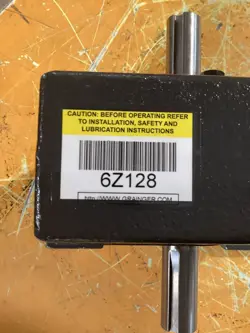 CAUTION: BEFORE OPERATING REFER
TO INSTALLATION, SAFETY AND
LUBRICATION INSTRUCTIONS
6Z128
http://WWW.GRAINGER.COM